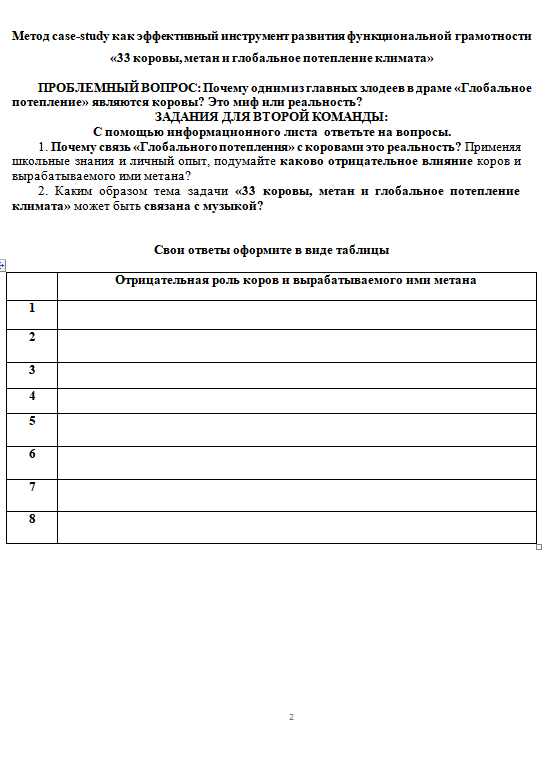 Метод case-study как эффективный инструмент развития функциональной грамотности
«33 коровы, метан и глобальное потепление климата»
ПРОБЛЕМНЫЙ ВОПРОС: Почему одним из главных злодеев в драме «Глобальное
потепление» являются коровы? Это миф или реальность?
ЗАДАНИЯ ДЛЯ ВТОРОЙ КОМАНДЫ:
С помощью информационного листа ответьте на вопросы.
1. Почему связь «Глобального потепления» с коровами это реальность? Применяя
школьные знания и личный опыт, подумайте каково отрицательное влияние коров и
вырабатываемого ими метана?
2. Каким образом тема задачи «33 коровы, метан и глобальное потепление
климата» может быть связана с музыкой?
Свои ответы оформите в виде таблицы
Отрицательная роль коров и вырабатываемого ими метана
1
2
3
4
5
6
7
8
2